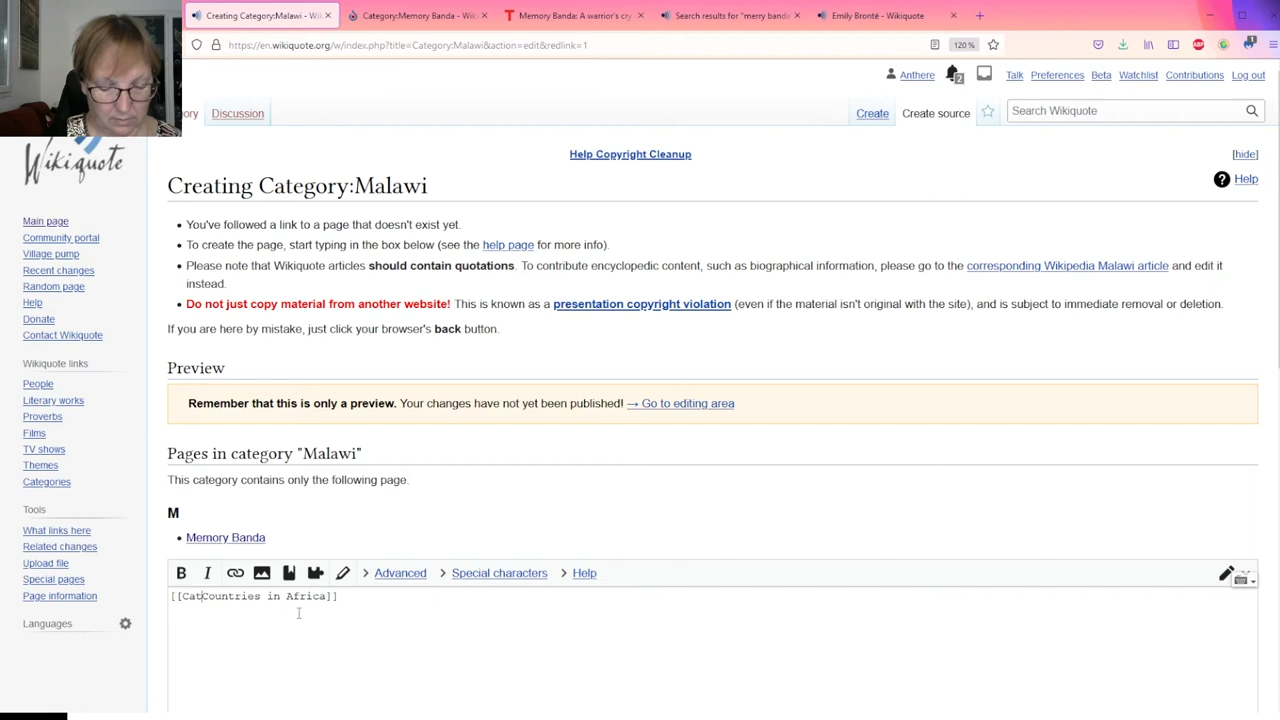 Creating Category:Malawi - Wi
Category:Memory Banda - Wiki
Memory Banda: A warrior's cry
Search results for "merry banda
Emily Brontë - Wikiquote
https://en.wikiquote.org/w/index.php?title=Category:Malawi&action=edit&redlink=1
120 %
Anthere
2
Talk
Preferences
Beta
Watchlist
Contributions
Log out
ory
Discussion
Create
Create source
Search Wikiquote
Wikiquote
Help Copyright Cleanup
[hide]
Creating Category:Malawi
Help
You've followed a link to a page that doesn't exist yet.
To create the page, start typing in the box below (see the help page for more info).
Please note that Wikiquote articles should contain quotations. To contribute encyclopedic content, such as biographical information, please go to the corresponding Wikipedia Malawi article and edit it
instead.
Do not just copy material from another website! This is known as a presentation copyright violation (even if the material isn't original with the site), and is subject to immediate removal or deletion.
If you are here by mistake, just click your browser's back button.
Preview
Remember that this is only a preview. Your changes have not yet been published! → Go to editing area
Pages in category "Malawi"
This category contains only the following page.
M
Memory Banda
B
I
Advanced
Special characters
Help
[[CatCountries in Africa]]
Main page
Community portal
Village pump
Recent changes
Random page
Help
Donate
Contact Wikiquote
Wikiquote links
People
Literary works
Proverbs
Films
TV shows
Themes
Categories
Tools
What links here
Related changes
Upload file
Special pages
Page information
Languages